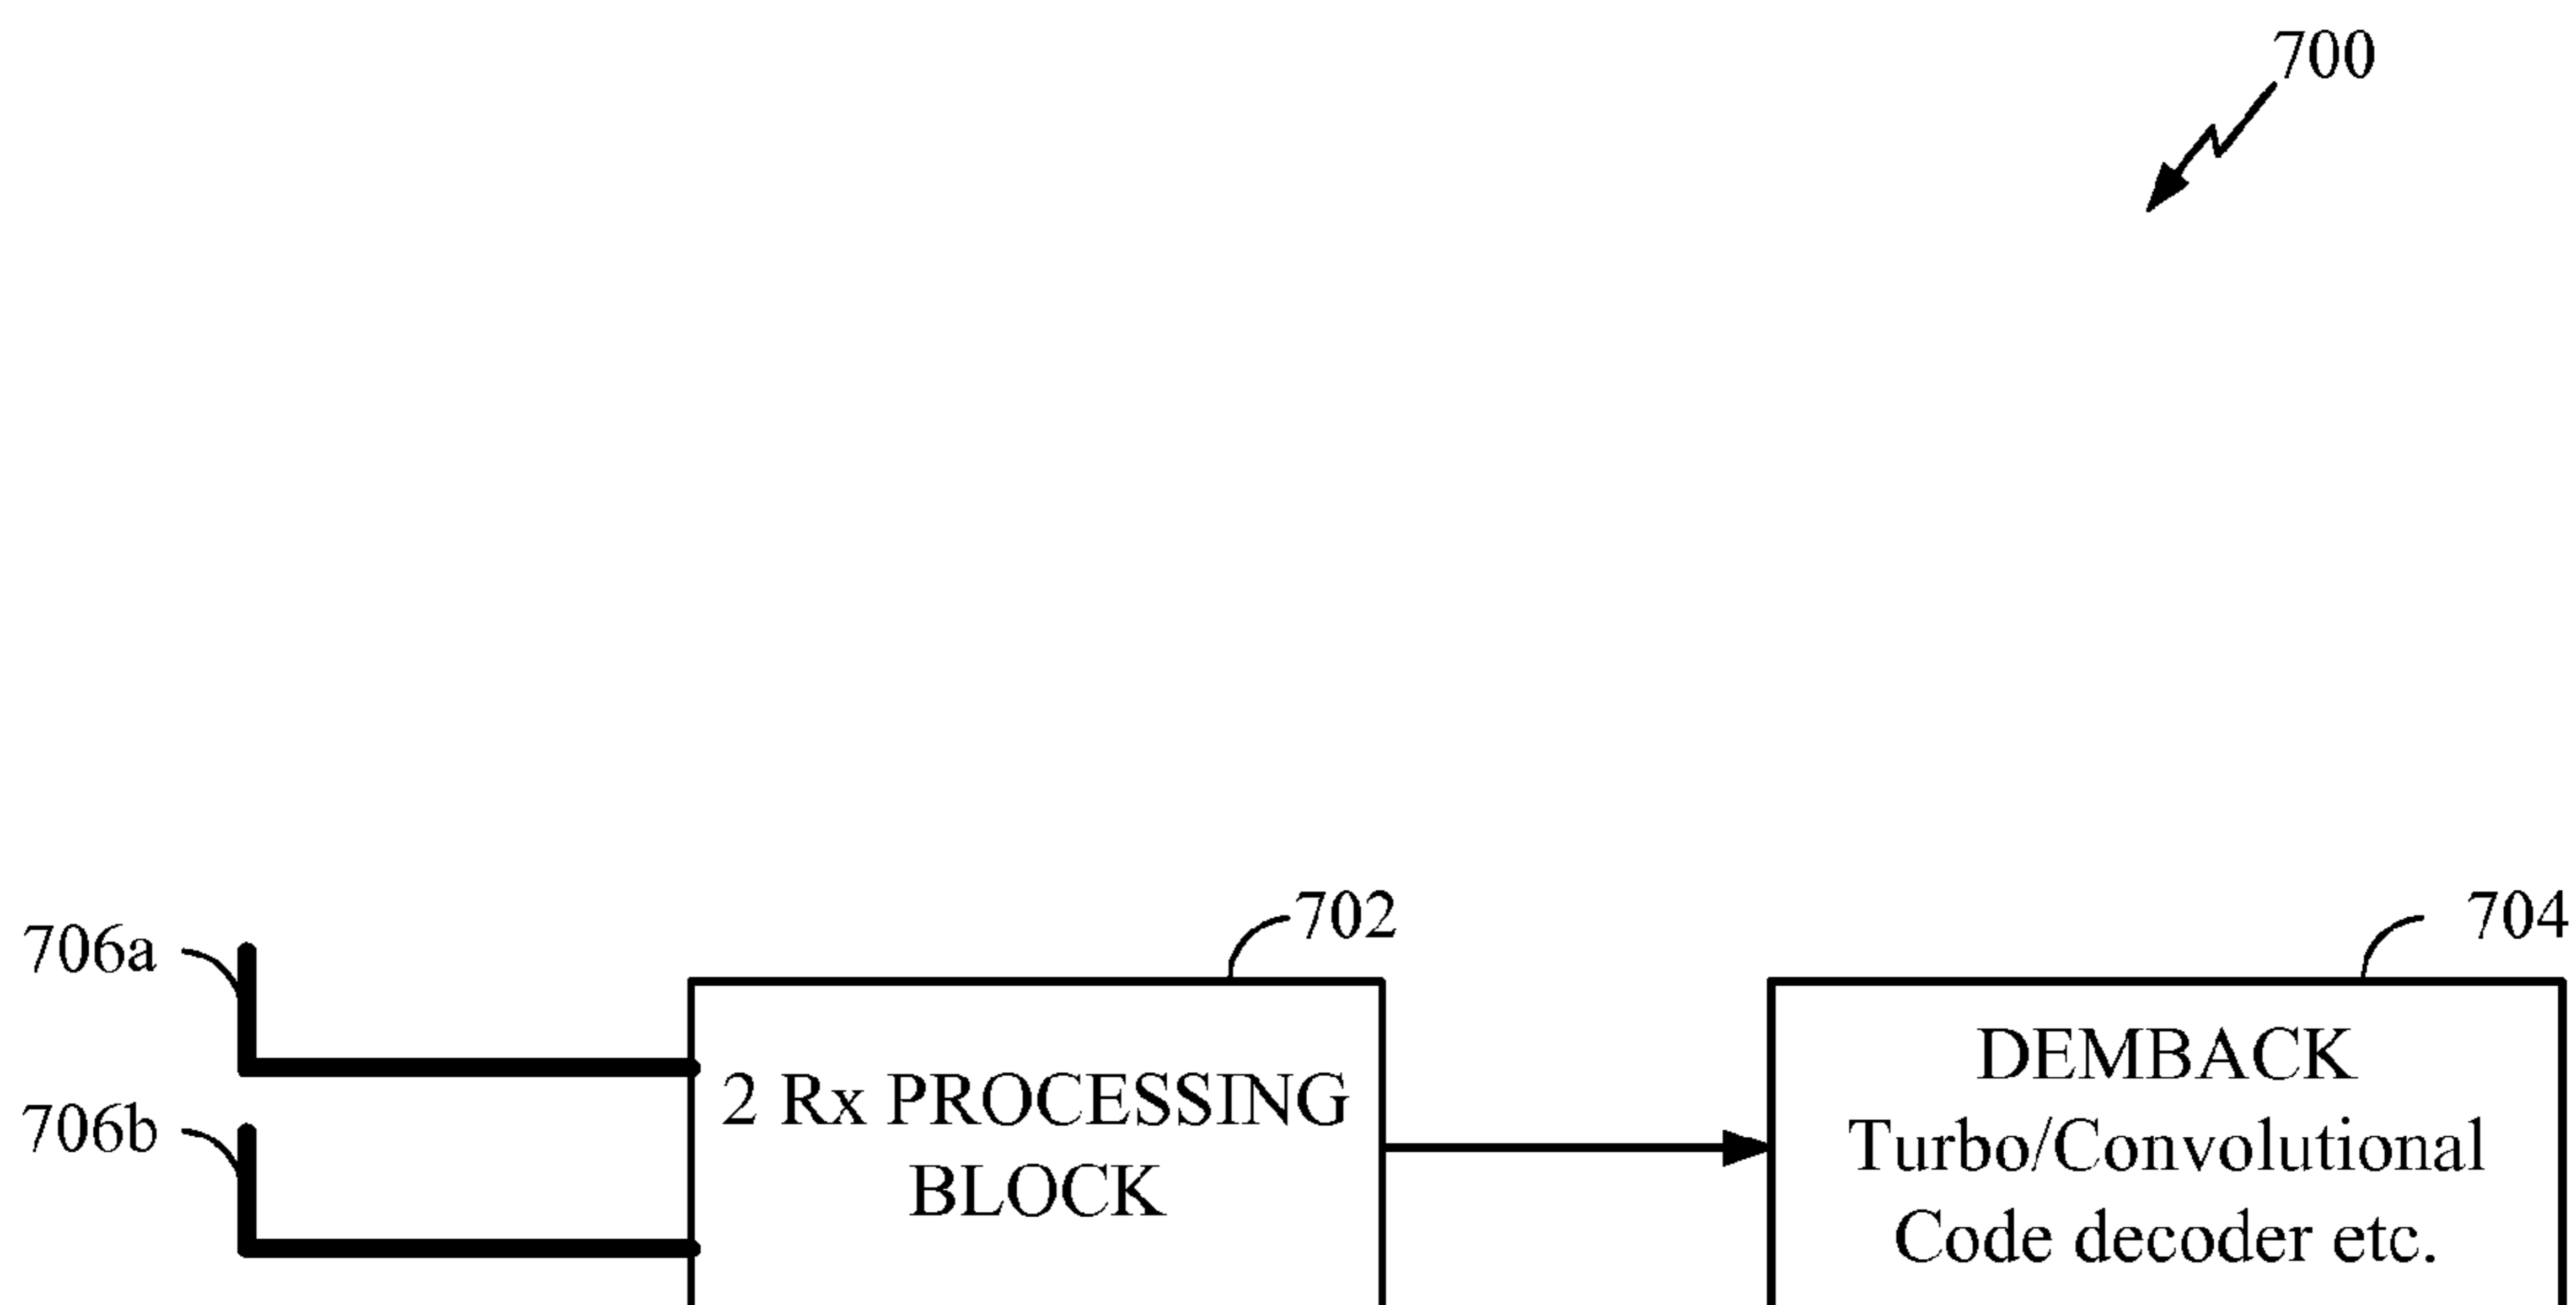 700
702
704
706a
706b
2 Rx PROCESSING
BLOCK
DEMBACK
Turbo/Convolutional
Code decoder etc.